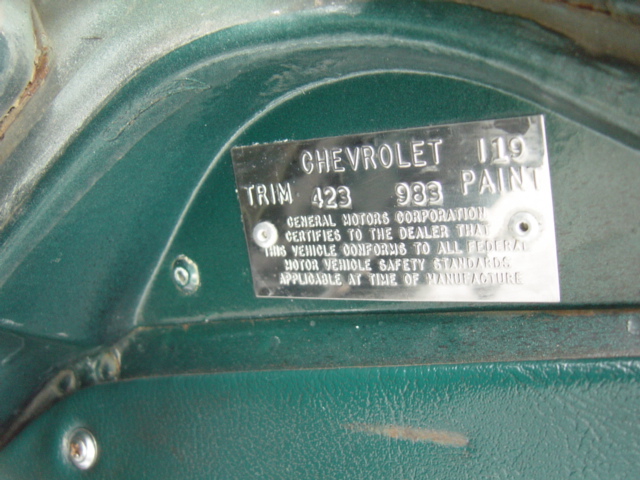 CHEVROLET 119
TRIM 423 983 PAINT
GENERAL MOTORS CORPORATION
CERTIFIES TO THE DEALER THAT
THIS VEHICLE CONFORMS TO ALL FEDERAL
MOTOR VEHICLE SAFETY STANDARDS
APPLICABLE AT TIME OF MANUFACTURE